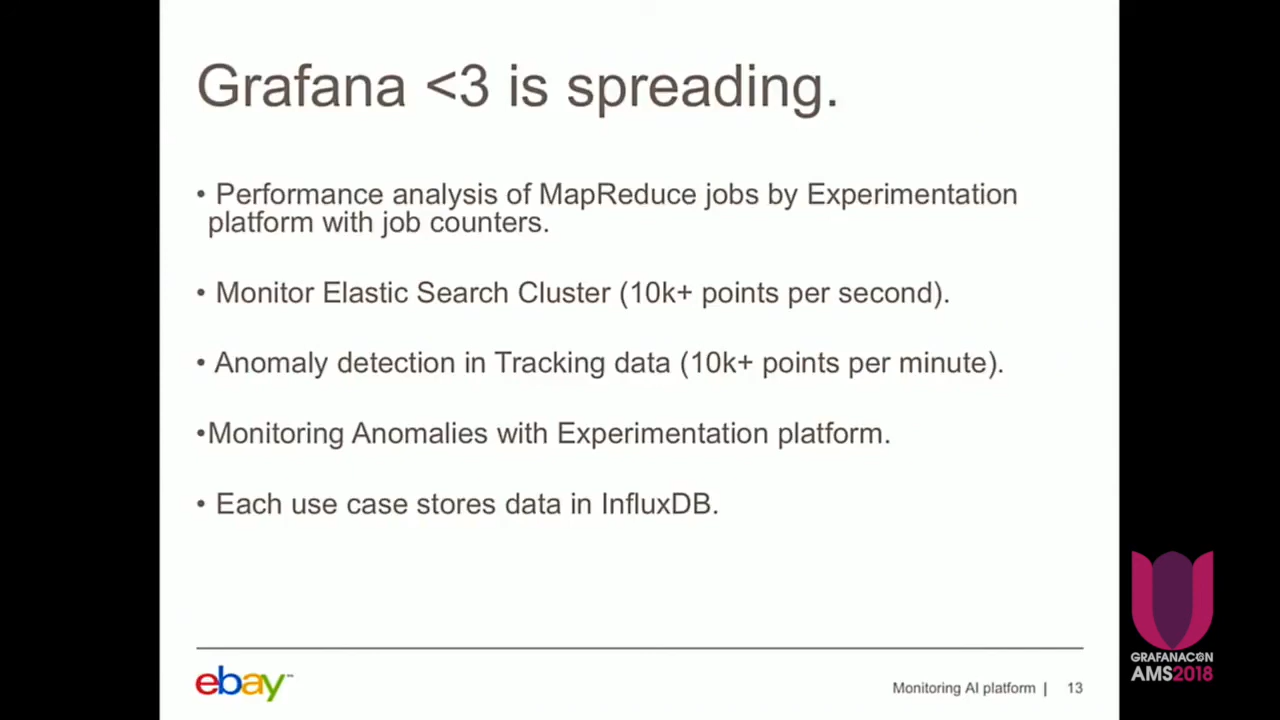 Grafana <3 is spreading.
• Performance analysis of MapReduce jobs by Experimentation
platform with job counters.
• Monitor Elastic Search Cluster (10k+ points per second).
• Anomaly detection in Tracking data (10k+ points per minute).
•Monitoring Anomalies with Experimentation platform.
• Each use case stores data in InfluxDB.
ebay™
Monitoring AI platform | 13
GRAFANACON
AMS2018